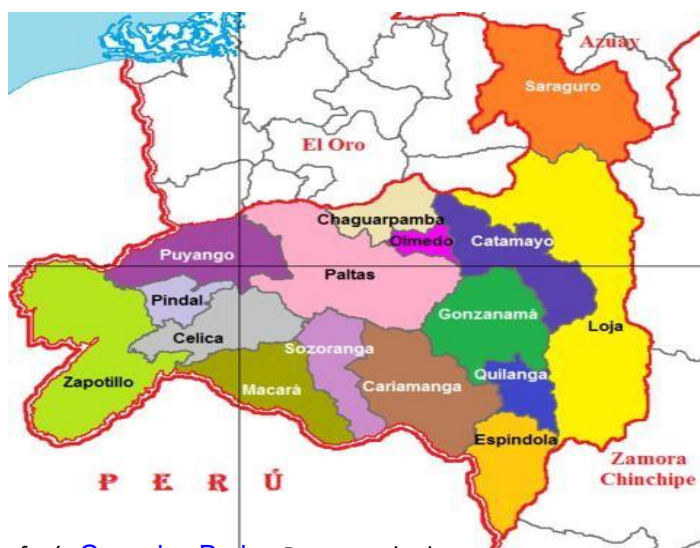 Azuay
Saraguro
El Oro
Chaguarpamba
Olmedo
Catamayo
Puyango
Paltas
Pindal
Gonzanamá
Loja
Celica
Sozoranga
Zapotillo
Macará
Cariamanga
Quilanga
Espíndola
PERÚ
Zamora
Chinchipe